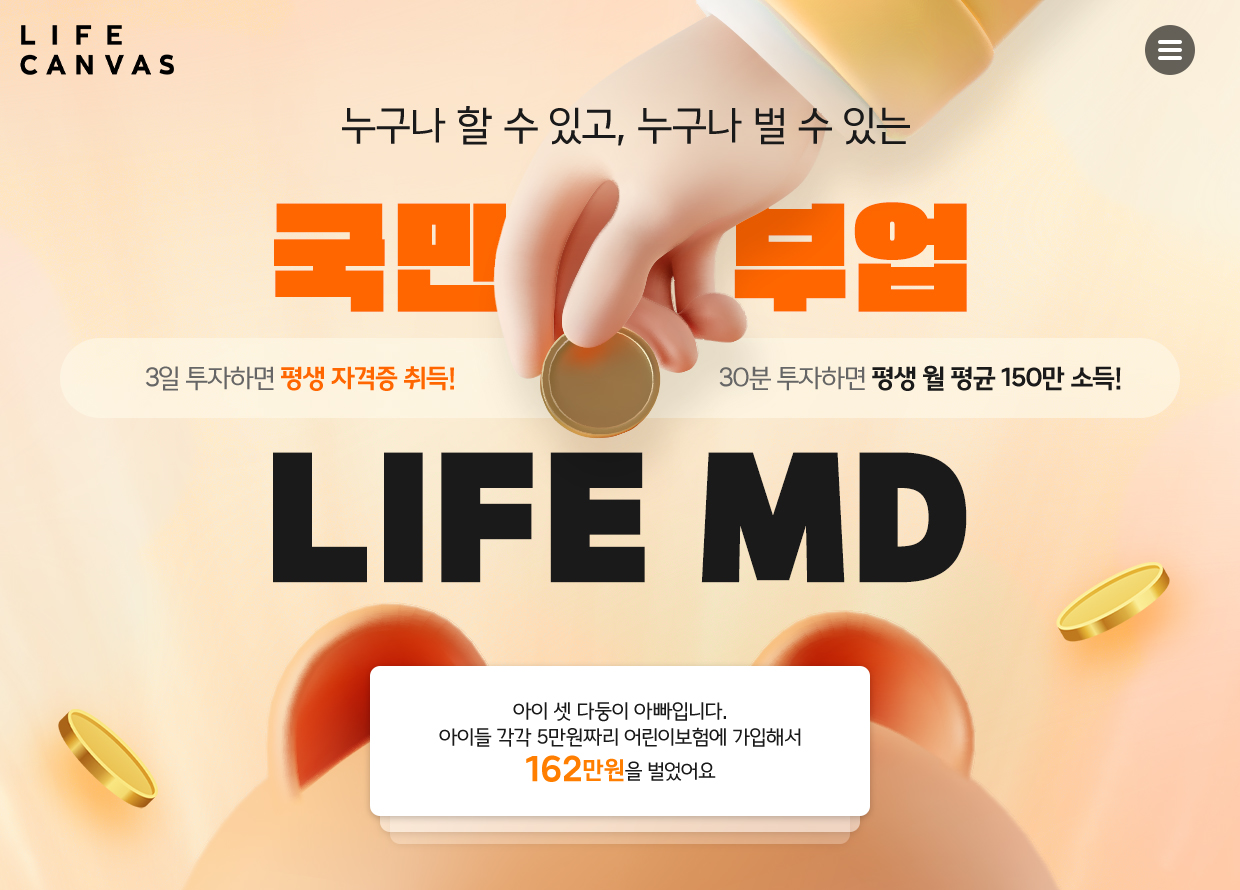 LIFE
CANVAS
누구나 할 수 있고, 누구나 벌 수 있는
국민 부업
3일 투자하면 평생 자격증 취득!
30분 투자하면 평생 월 평균 150만 소득!
LIFE MD
아이 셋 다둥이 아빠입니다.
아이들 각각 5만원짜리 어린이보험에 가입해서
162만원을 벌었어요